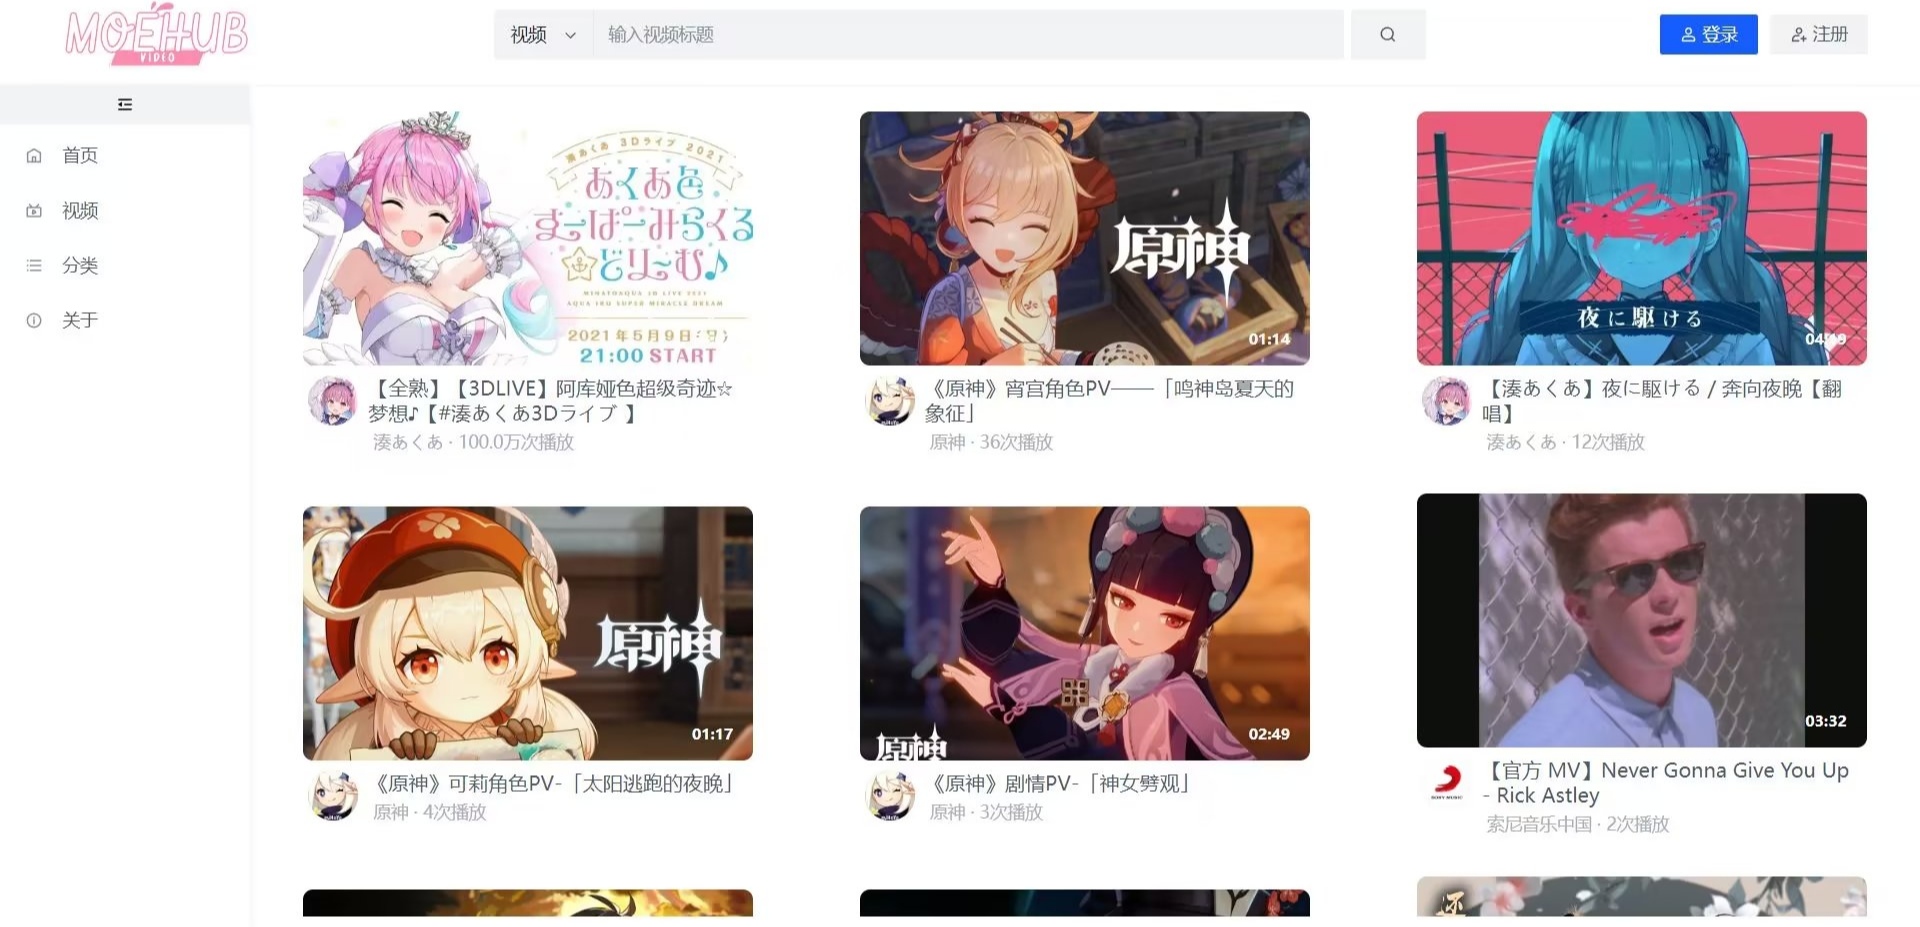 MOEHUB
VIDEO
视频
输入视频标题
登录
注册
首页
视频
分类
关于
湊あくあ 3Dライブ 2021
あくあ色
すーぱーみらくる
どりーむ♪
MINATOAQUA 3D LIVE 2021
AQUA IRO SUPER MIRACLE DREAM
2021年5月9日(日)
21:00 START
【全熟】【3DLIVE】阿库娅色超级奇迹☆
梦想♪【#湊あくあ3Dライブ 】
湊あくあ · 100.0万次播放
原神
01:14
《原神》宵宫角色PV——「鸣神岛夏天的
象征」
原神 · 36次播放
夜に駆ける
【湊あくあ】夜に駆ける / 奔向夜晚【翻
唱】
湊あくあ · 12次播放
原神
01:17
《原神》可莉角色PV-「太阳逃跑的夜晚」
原神 · 4次播放
原神
02:49
《原神》剧情PV-「神女劈观」
原神 · 3次播放
03:32
SONY MUSIC
【官方 MV】Never Gonna Give You Up
- Rick Astley
索尼音乐中国 · 2次播放
还